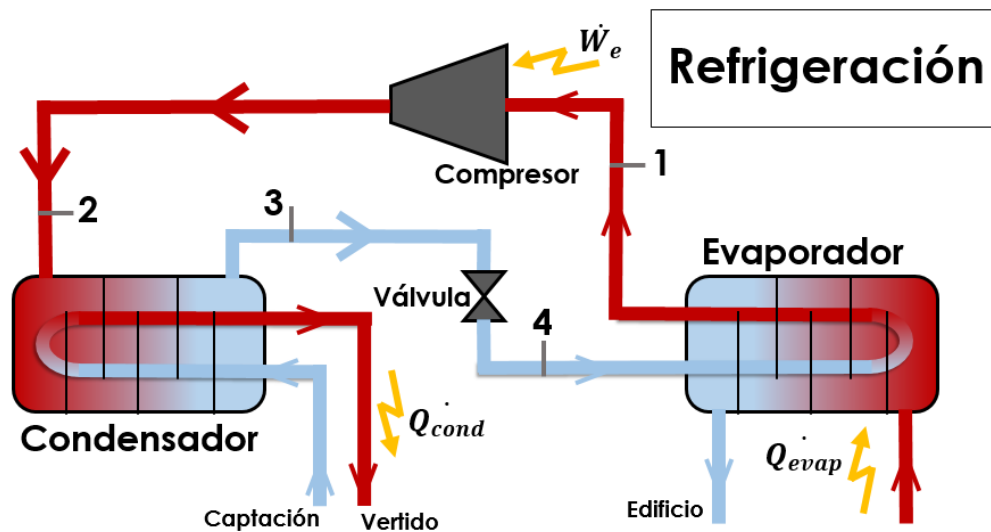 Refrigeración
Ẇe
Compresor
1
2
3
Evaporador
Válvula
4
Condensador
Q̇cond
Q̇evap
Captación
Vertido
Edificio